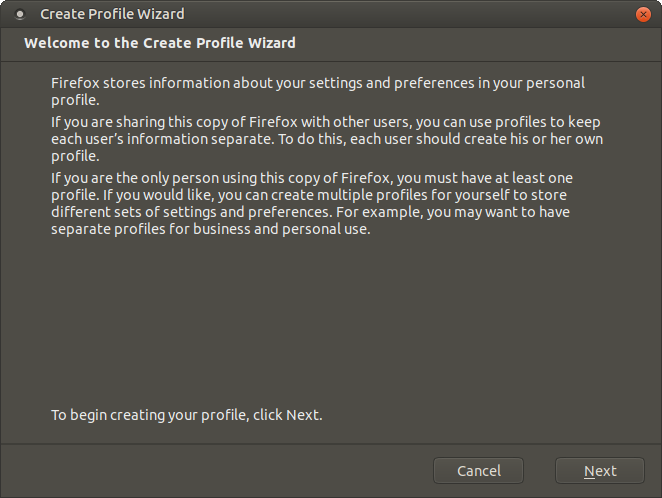 Create Profile Wizard
Welcome to the Create Profile Wizard
Firefox stores information about your settings and preferences in your personal
profile.
If you are sharing this copy of Firefox with other users, you can use profiles to keep
each user’s information separate. To do this, each user should create his or her own
profile.
If you are the only person using this copy of Firefox, you must have at least one
profile. If you would like, you can create multiple profiles for yourself to store
different sets of settings and preferences. For example, you may want to have
separate profiles for business and personal use.
To begin creating your profile, click Next.
Cancel
Next